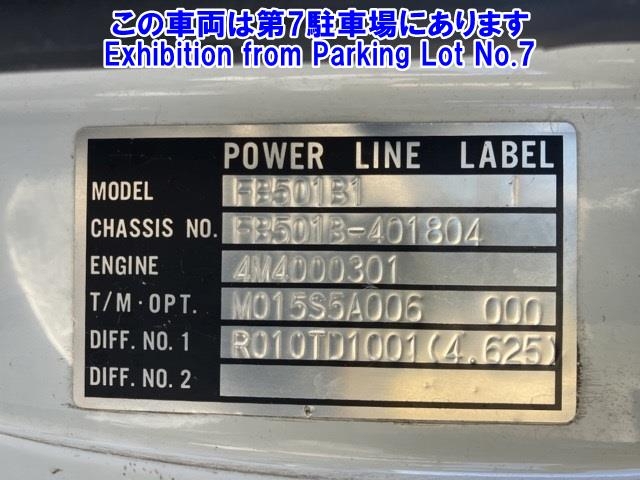 この車両は第7駐車場にあります
Exhibition from Parking Lot No.7
POWER LINE LABEL
MODEL FB501B1 1
CHASSIS NO. FB501B-401804
ENGINE 4M4000301
T/M·OPT. M015S5A006 000
DIFF. NO. 1 R010TD1001(4.625)
DIFF. NO. 2